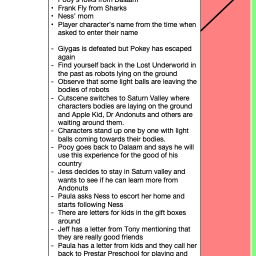 • Pooy's folks from Dalaam
• Frank Fly from Sharks
• Ness' mom
• Player character's name from the time when
asked to enter their name
- Giygas is defeated but Pokey has escaped
again
- Find yourself back in the Lost Underworld in
the past as robots lying on the ground
- Observe that some light balls are leaving the
bodies of robots
- Cutscene switches to Saturn Valley where
characters bodies are laying on the ground
and Apple Kid, Dr Andonuts and others are
waiting around them.
- Characters stand up one by one with light
balls coming towards their bodies.
- Pooy goes back to Dalaam and says he will
use this experience for the good of his
country
- Jess decides to stay in Saturn valley and
wants to see if he can learn more from
Andonuts
- Paula asks Ness to escort her home and
starts following Ness
- There are letters for kids in the gift boxes
around
- Jeff has a letter from Tony mentioning that
they are really good friends
- Paula has a letter from kids and they call her
back to Prestar Preschool for playing and